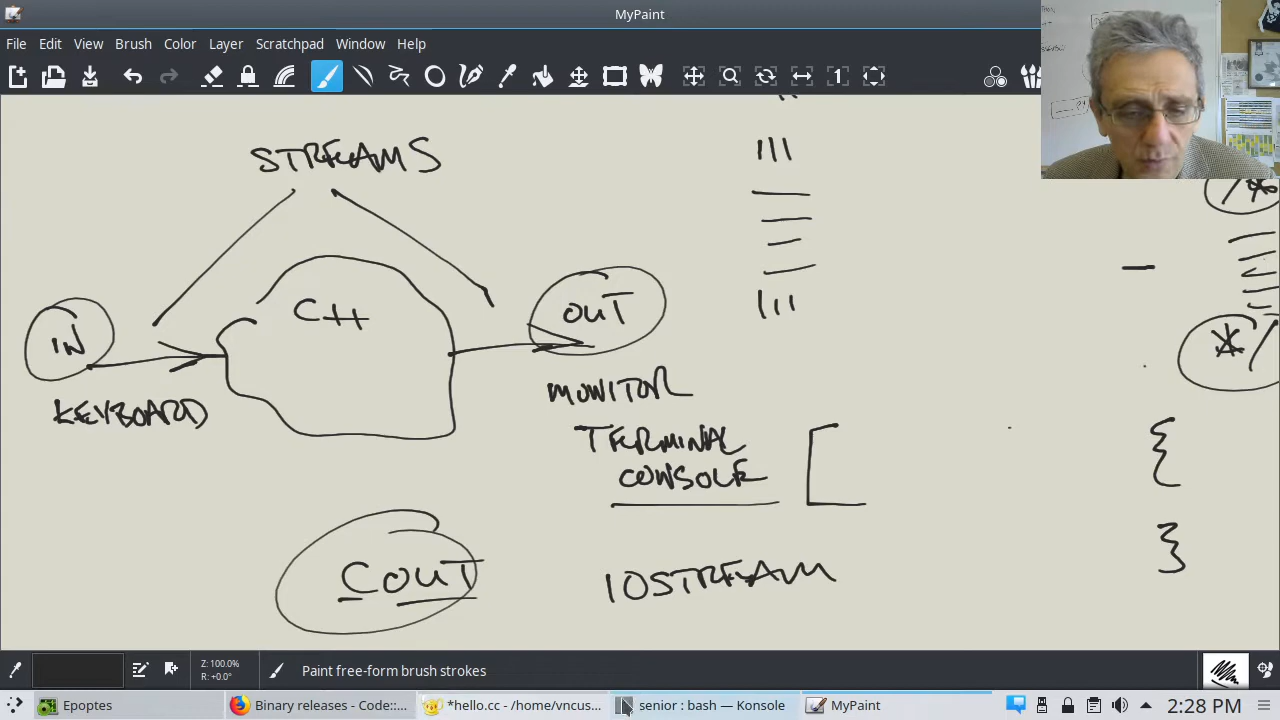 MyPaint
File Edit View Brush Color Layer Scratchpad Window Help
STREAMS
C++
IN
OUT
KEYBOARD
MONITOR
TERMINAL
CONSOLE
COUT
IOSTREAM
/*
*/
{
}
Z: 100.0%
R: +0.0°
Paint free-form brush strokes
Epoptes
Binary releases - Code::...
*hello.cc - /home/vu/us...
senior : bash — Konsole
MyPaint
2:28 PM